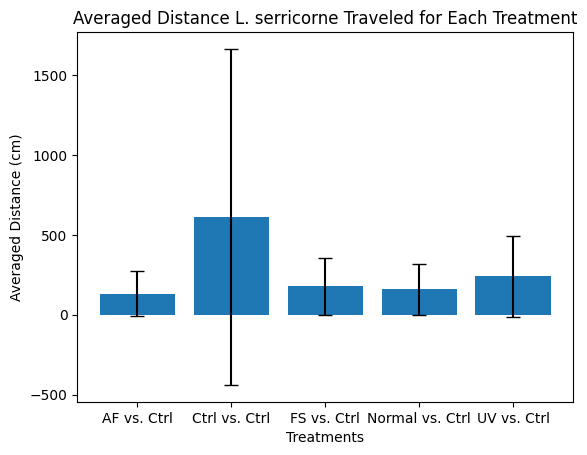 Averaged Distance L. serricorne Traveled for Each Treatment
Averaged Distance (cm)
1500
1000
500
0
−500
AF vs. Ctrl
Ctrl vs. Ctrl
FS vs. Ctrl
Normal vs. Ctrl
UV vs. Ctrl
Treatments